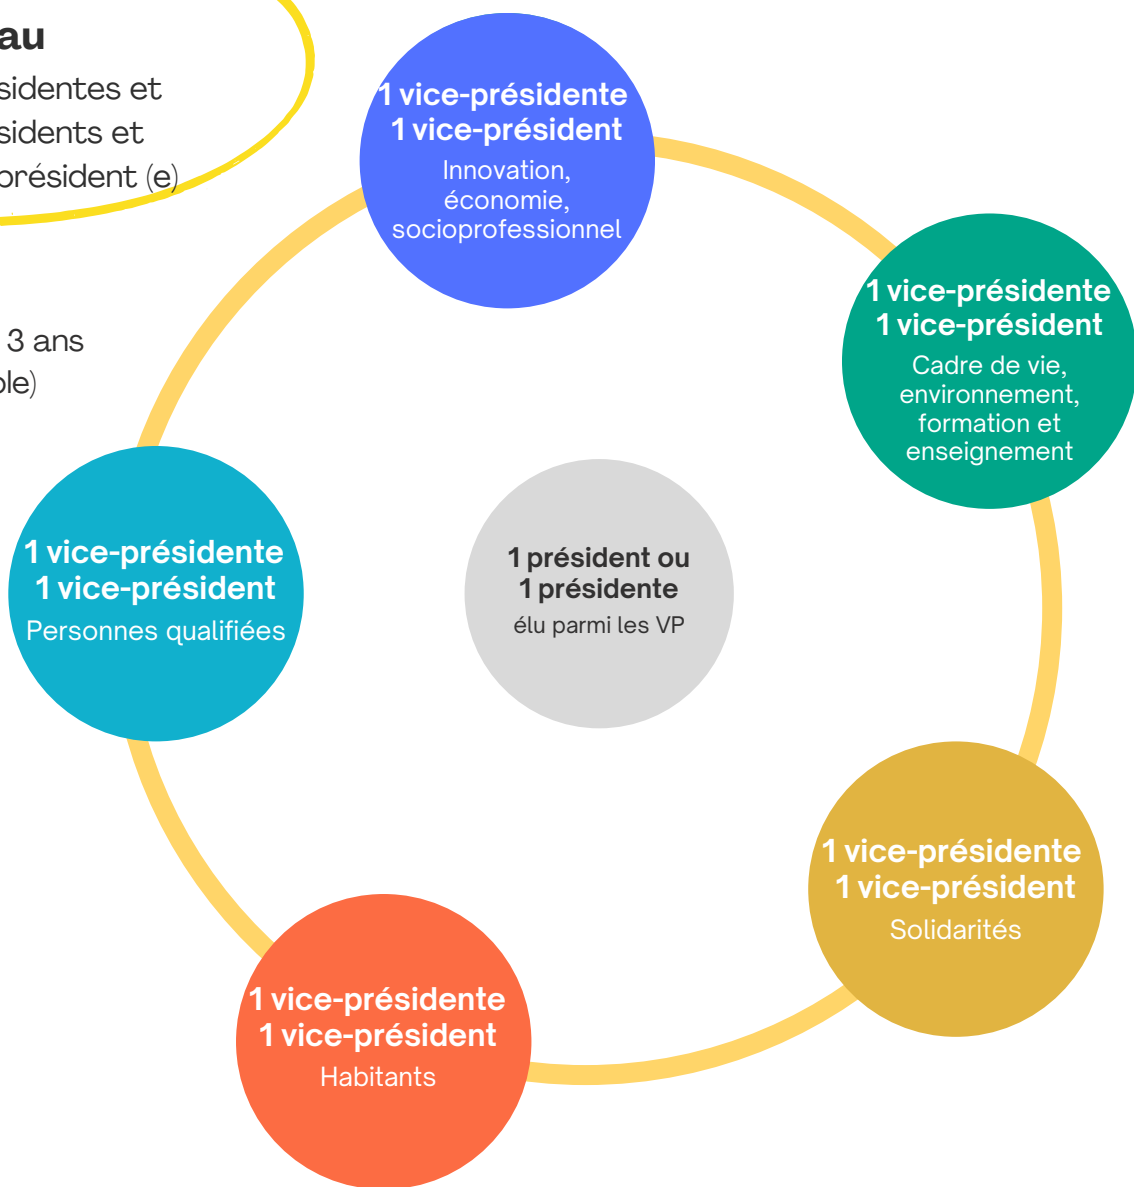 au
sidentes et
sidents et
président (e)
3 ans
ble)
1 vice-présidente
1 vice-président
Innovation,
économie,
socioprofessionnel
1 vice-présidente
1 vice-président
Cadre de vie,
environnement,
formation et
enseignement
1 vice-présidente
1 vice-président
Personnes qualifiées
1 président ou
1 présidente
élu parmi les VP
1 vice-présidente
1 vice-président
Solidarités
1 vice-présidente
1 vice-président
Habitants